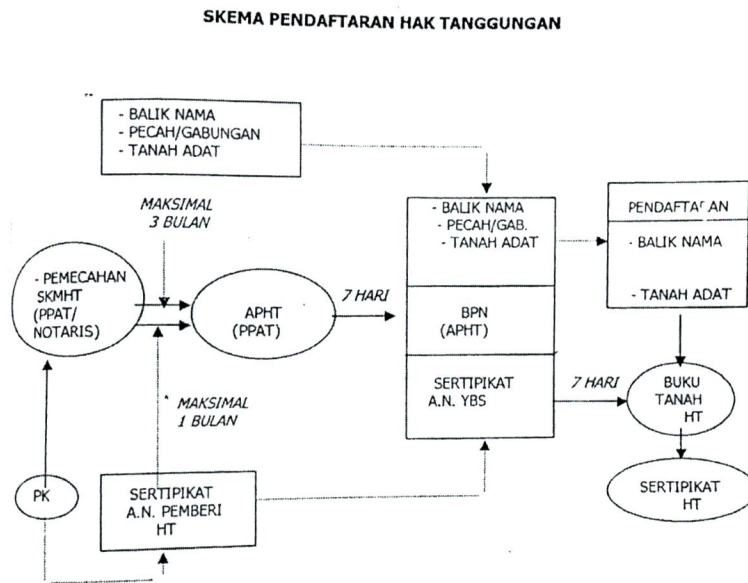 SKEMA PENDAFTARAN HAK TANGGUNGAN
- BALIK NAMA
- PECAH/GABUNGAN
- TANAH ADAT
MAKSIMAL
3 BULAN
- PEMECAHAN
SKMHT
(PPAT/
NOTARIS)
APHT
(PPAT)
7 HARI
- BALIK NAMA
- PECAH/GAB.
- TANAH ADAT
BPN
(APHT)
SERTIPIKAT
A.N. YBS
PENDAFTARAN
- BALIK NAMA
- TANAH ADAT
7 HARI
BUKU
TANAH
HT
SERTIPIKAT
HT
* MAKSIMAL
1 BULAN
PK
SERTIPIKAT
A.N. PEMBERI
HT